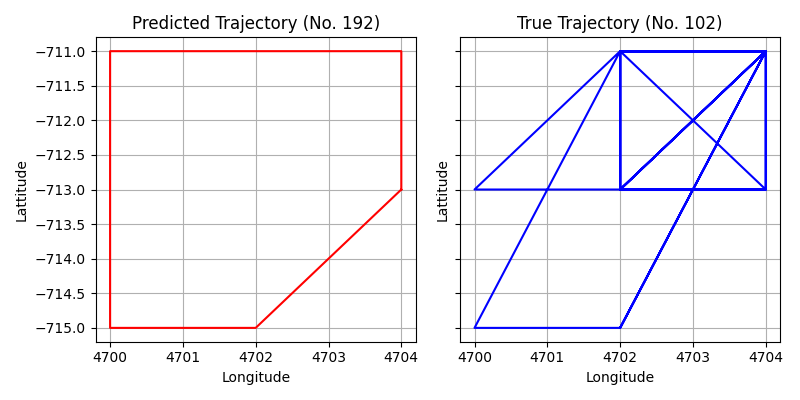 Predicted Trajectory (No. 192)
True Trajectory (No. 102)
Lattitude
−711.0
−711.5
−712.0
−712.5
−713.0
−713.5
−714.0
−714.5
−715.0
4700 4701 4702 4703 4704
Longitude
Lattitude
4700 4701 4702 4703 4704
Longitude